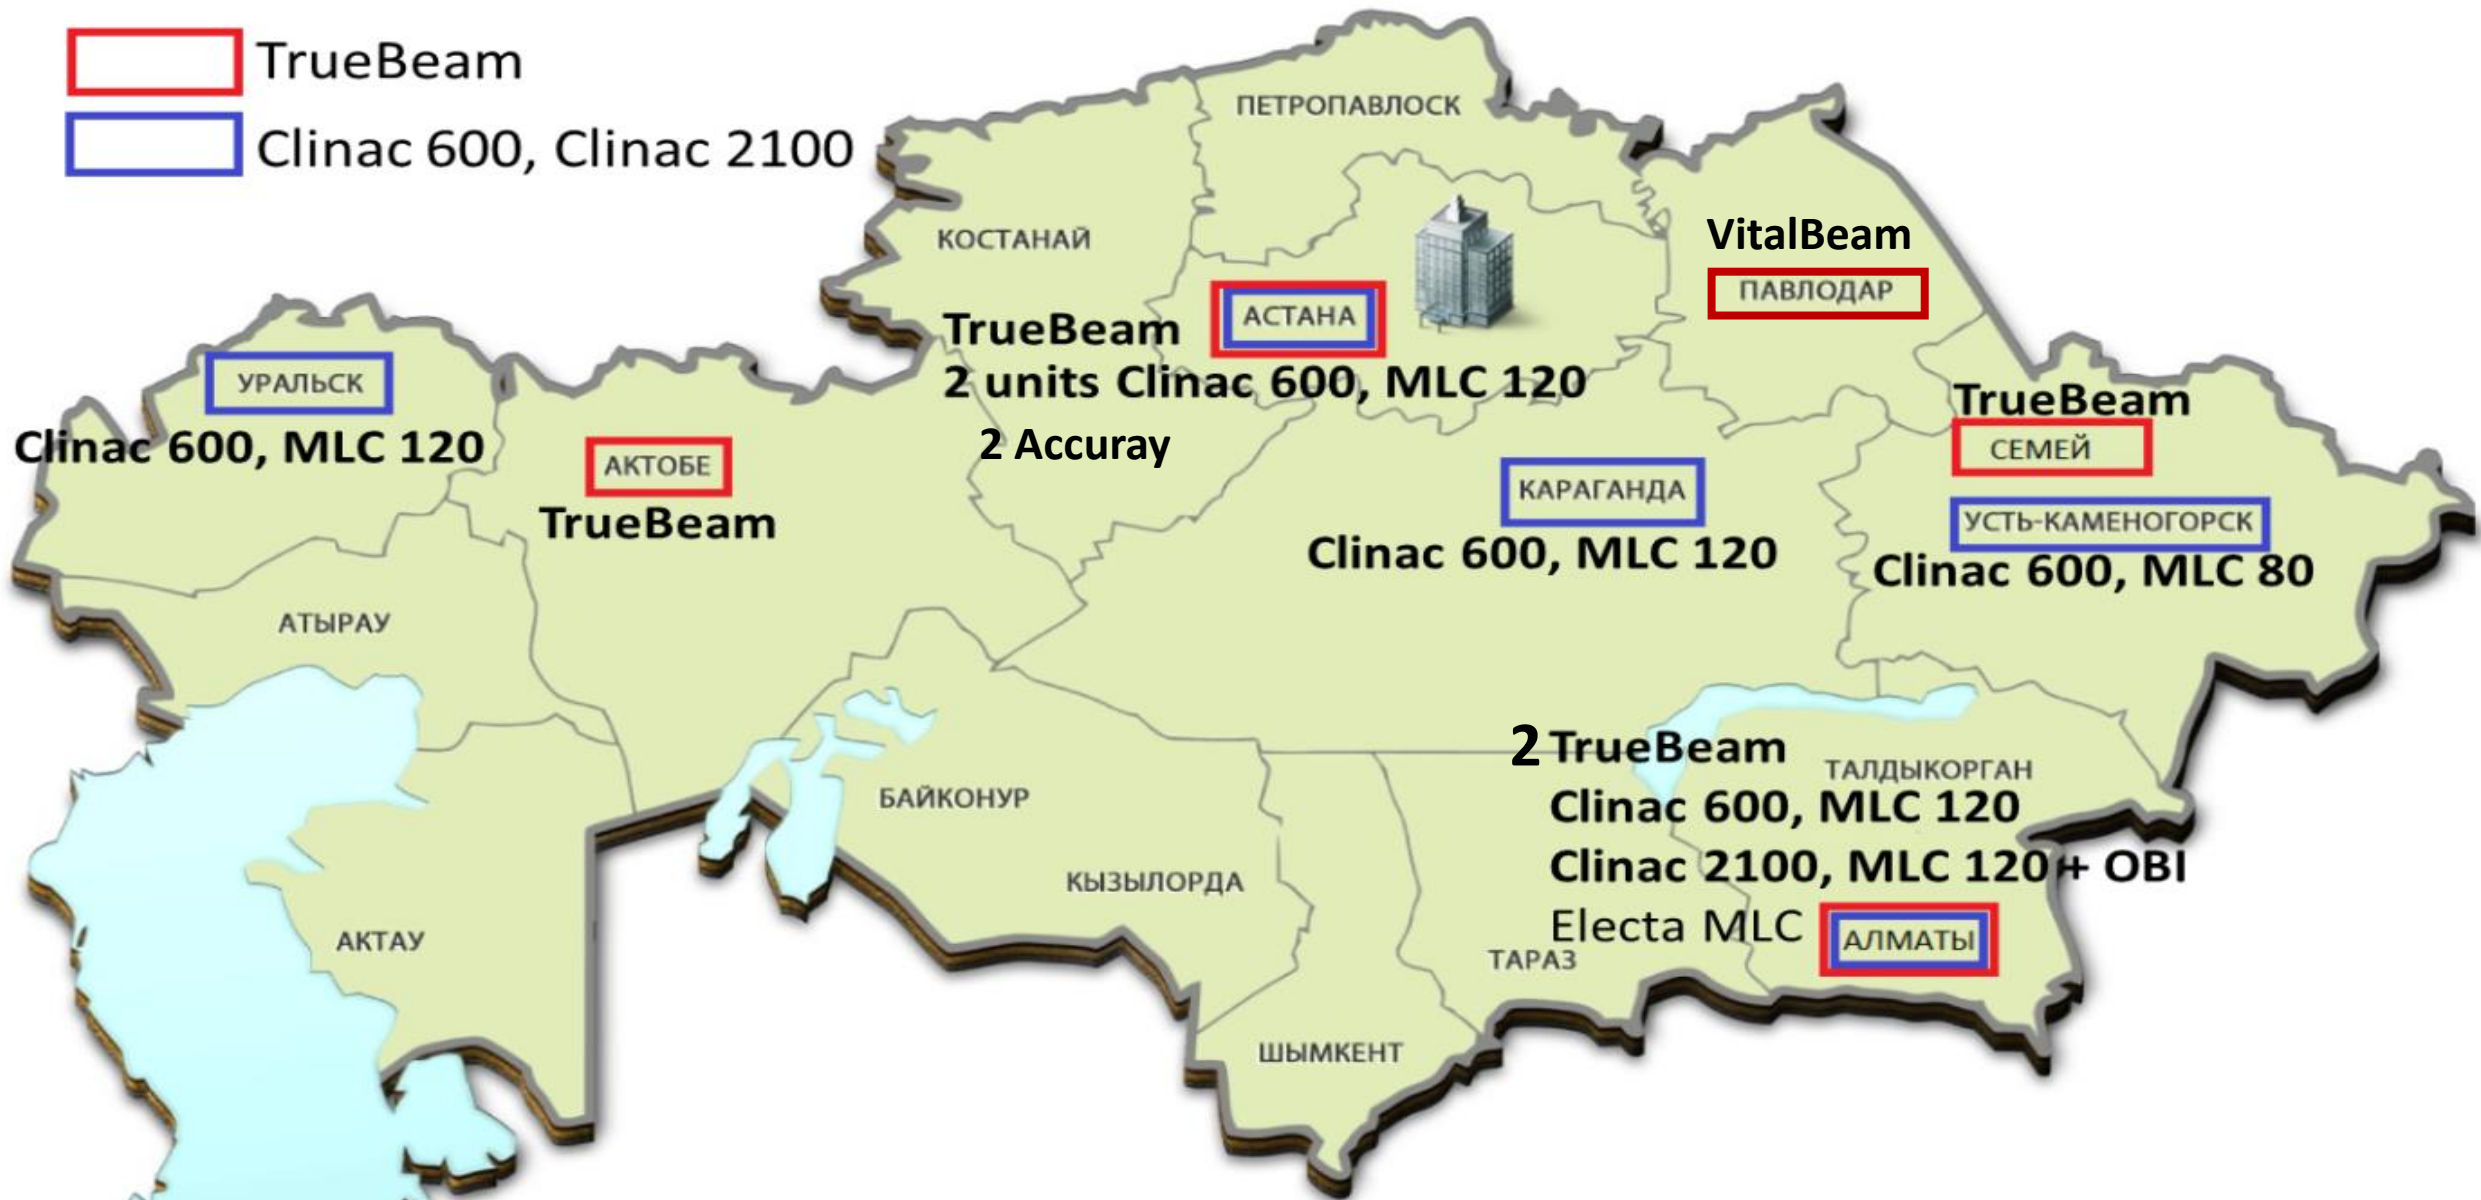 TrueBeam
Clinac 600, Clinac 2100
ПЕТРОПАВЛОСК
КОСТАНАЙ
VitalBeam
ПАВЛОДАР
АСТАНА
TrueBeam
2 units Clinac 600, MLC 120
2 Accuray
УРАЛЬСК
Clinac 600, MLC 120
АКТОБЕ
TrueBeam
TrueBeam
СЕМЕЙ
КАРАГАНДА
Clinac 600, MLC 120
УСТЬ-КАМЕНОГОРСК
Clinac 600, MLC 80
АТЫРАУ
2 TrueBeam
ТАЛДЫКОРГАН
Clinac 600, MLC 120
Clinac 2100, MLC 120 + OBI
Electa MLC
АЛМАТЫ
БАЙКОНУР
КЫЗЫЛОРДА
АКТАУ
ТАРАЗ
ШЫМКЕНТ